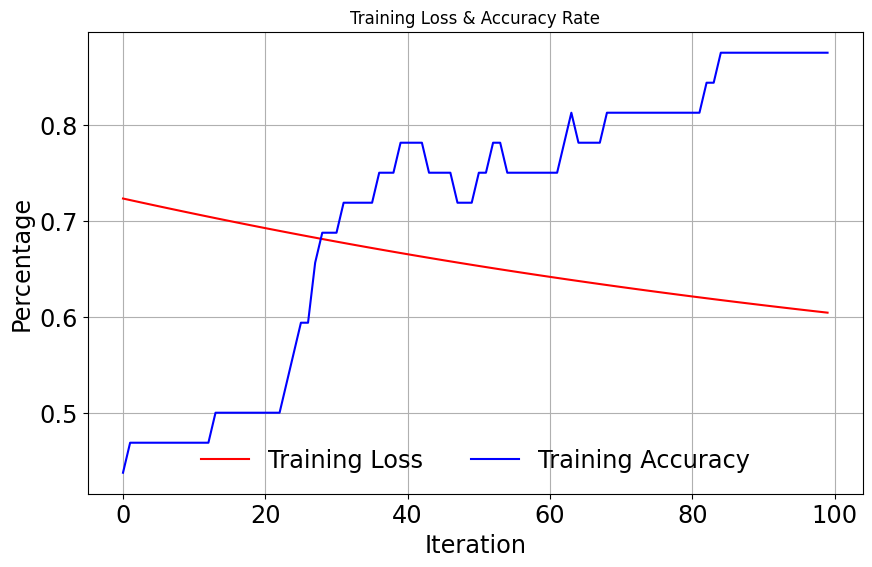 Training Loss & Accuracy Rate
Percentage
0.8
0.7
0.6
0.5
Training Loss
Training Accuracy
0 20 40 60 80 100
Iteration